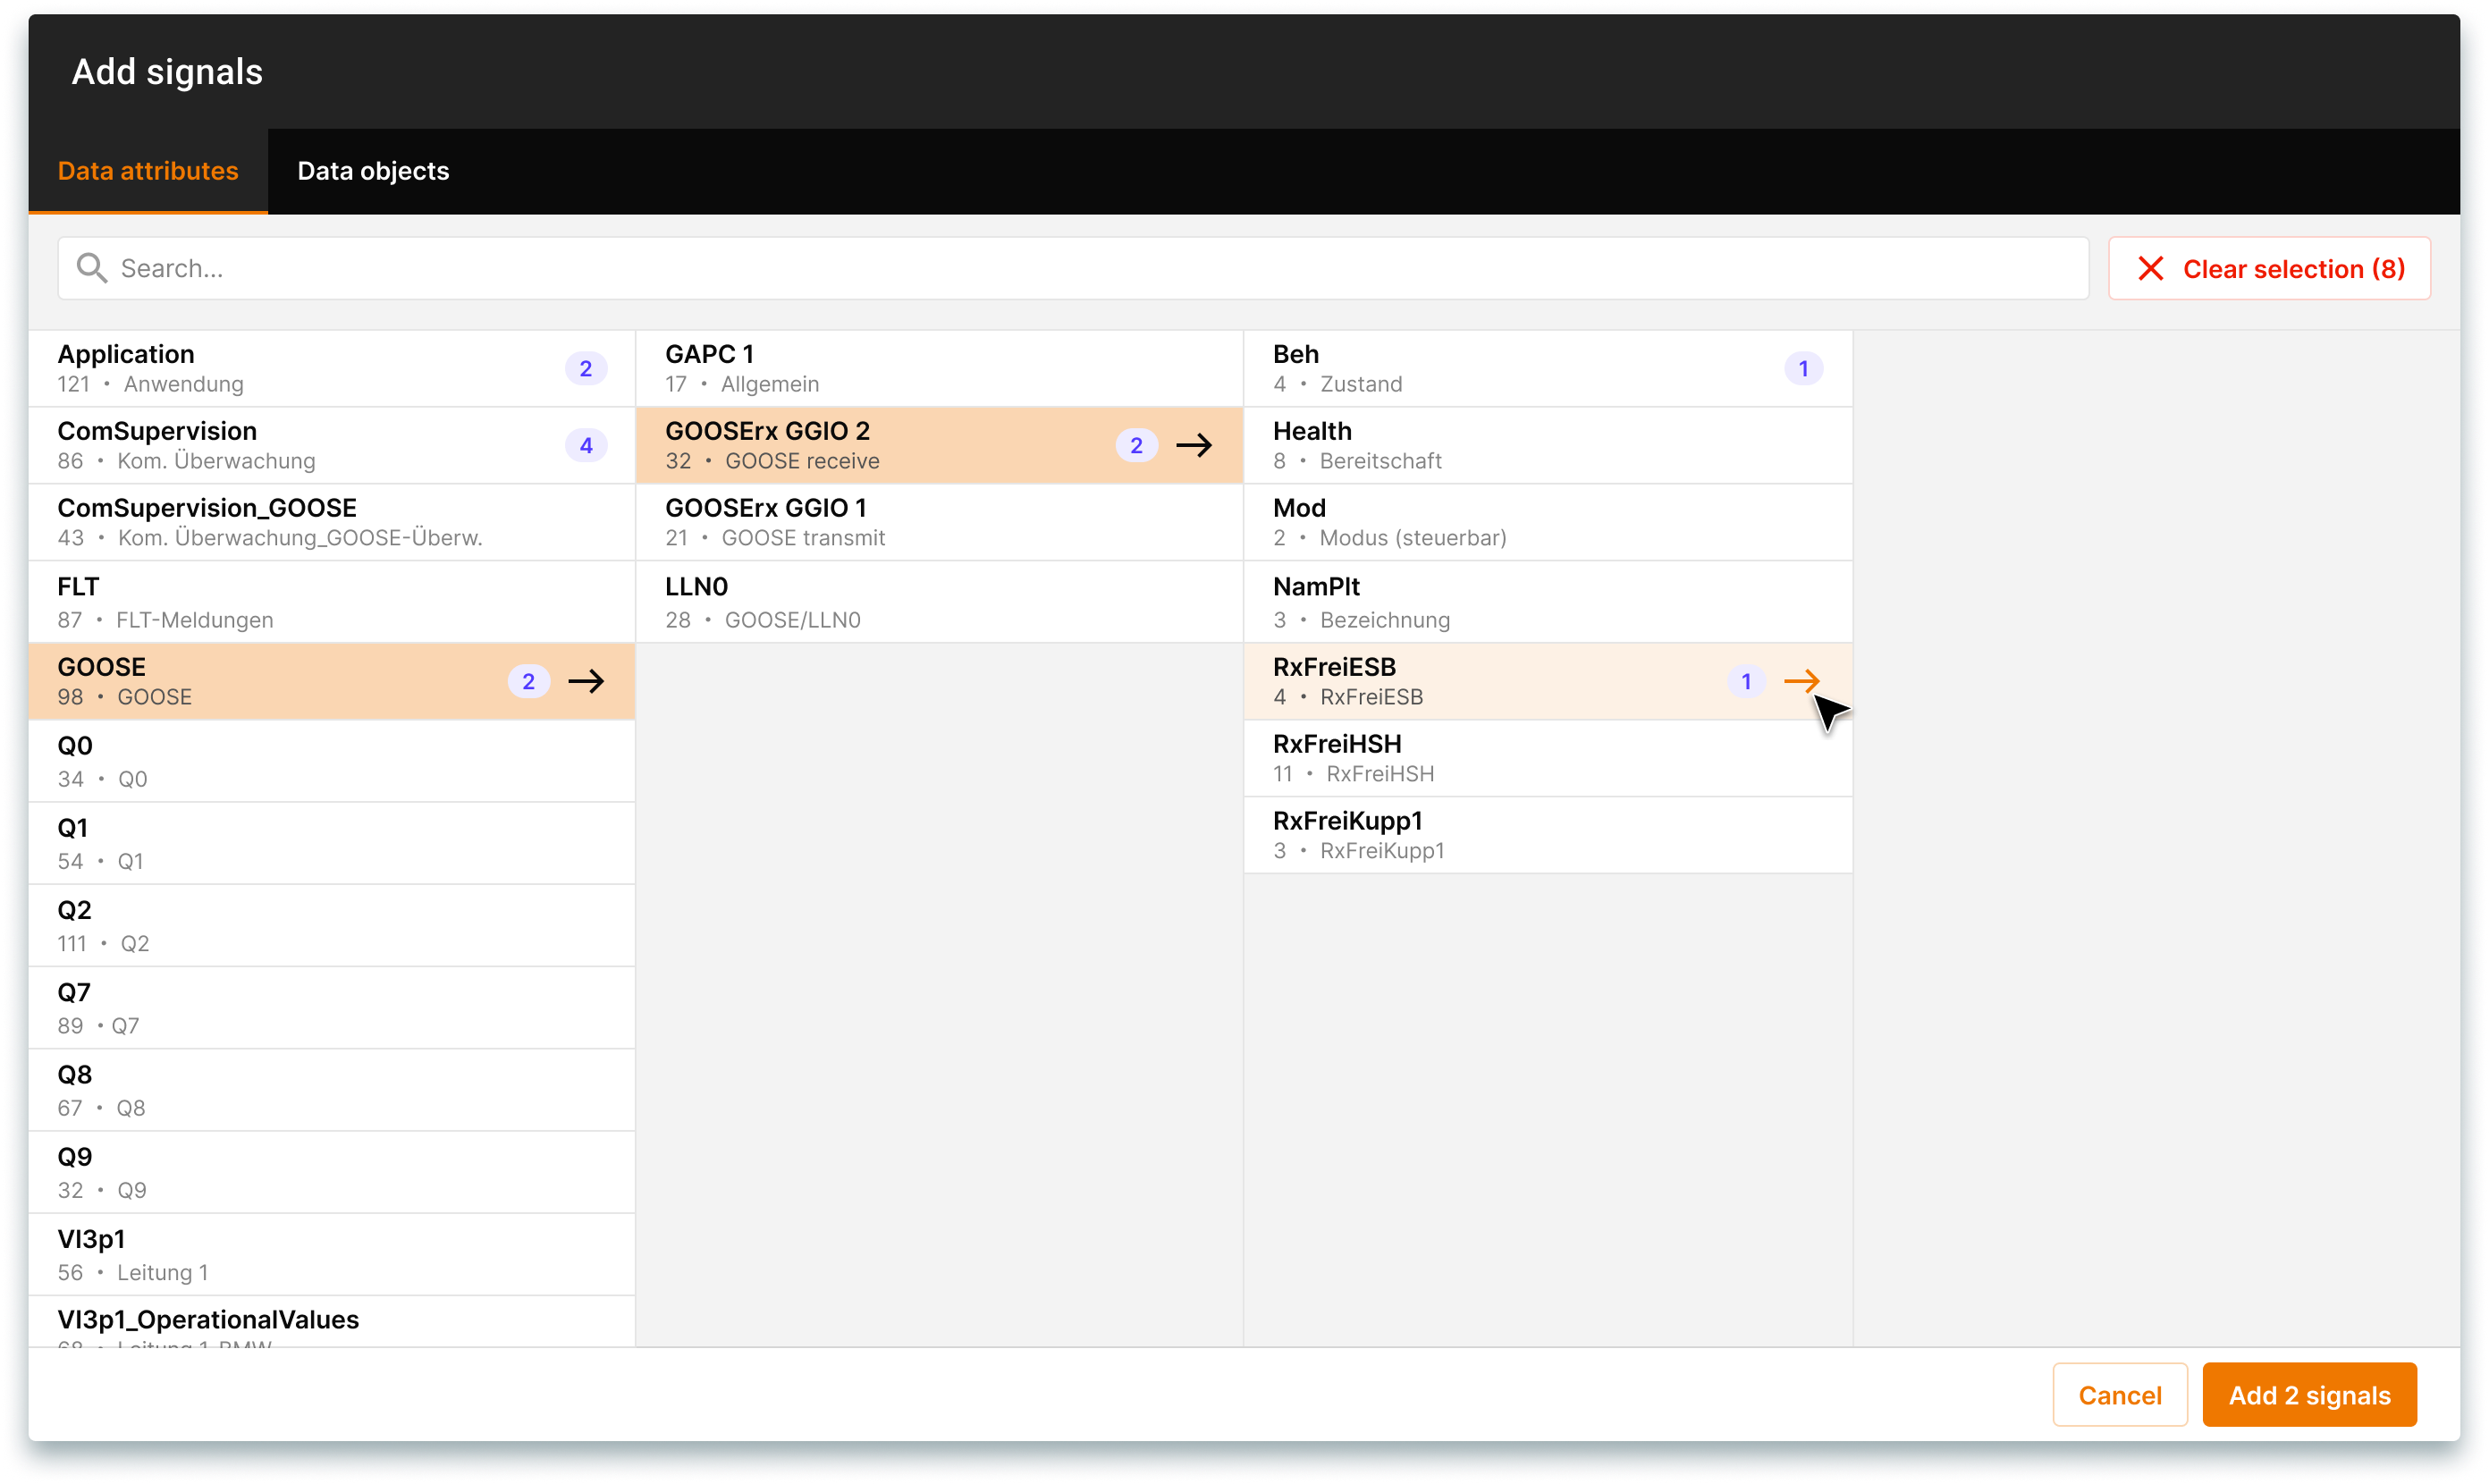 Add signals
Data attributes
Data objects
Search...
Clear selection (8)
Application
121 • Anwendung
2
ComSupervision
86 • Kom. Überwachung
4
ComSupervision_GOOSE
43 • Kom. Überwachung_GOOSE-Überw.
FLT
87 • FLT-Meldungen
GOOSE
98 • GOOSE
2
Q0
34 • Q0
Q1
54 • Q1
Q2
111 • Q2
Q7
89 • Q7
Q8
67 • Q8
Q9
32 • Q9
VI3p1
56 • Leitung 1
VI3p1_OperationalValues
68 • Leitung 1-BMW
GAPC 1
17 • Allgemein
GOOSErx GGIO 2
32 • GOOSE receive
2
GOOSErx GGIO 1
21 • GOOSE transmit
LLN0
28 • GOOSE/LLN0
Beh
4 • Zustand
1
Health
8 • Bereitschaft
Mod
2 • Modus (steuerbar)
NamPlt
3 • Bezeichnung
RxFreiESB
4 • RxFreiESB
1
RxFreiHSH
11 • RxFreiHSH
RxFreiKupp1
3 • RxFreiKupp1
Cancel
Add 2 signals